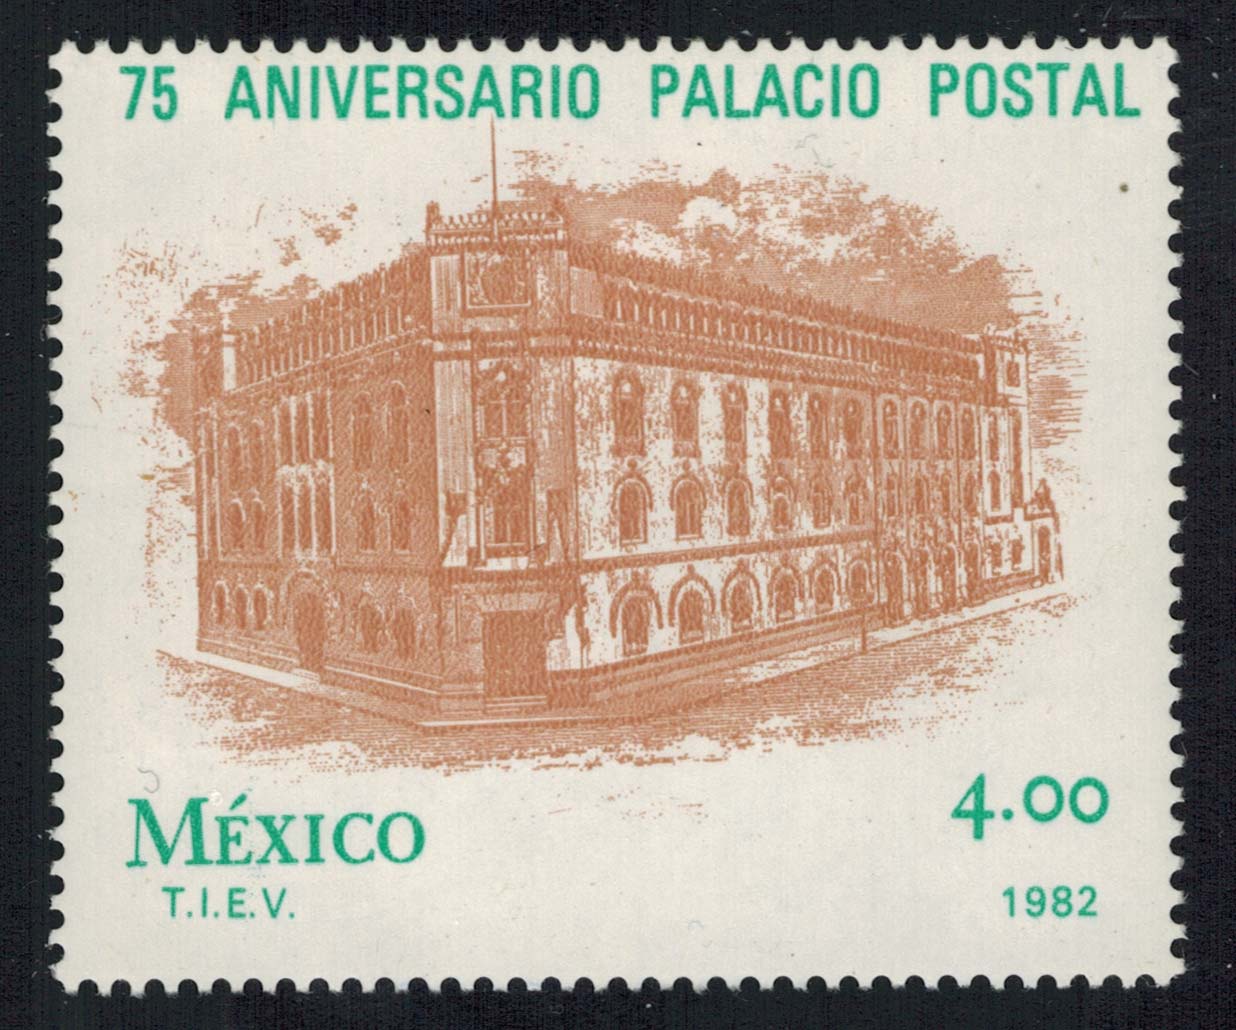 75 ANIVERSARIO PALACIO POSTAL
MÉXICO
4.00
T.I.E.V.
1982